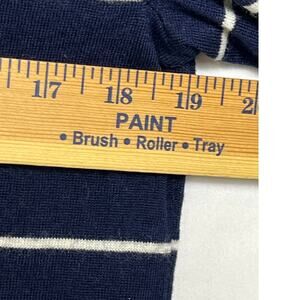 17 18 19 2
PAINT
• Brush • Roller • Tray